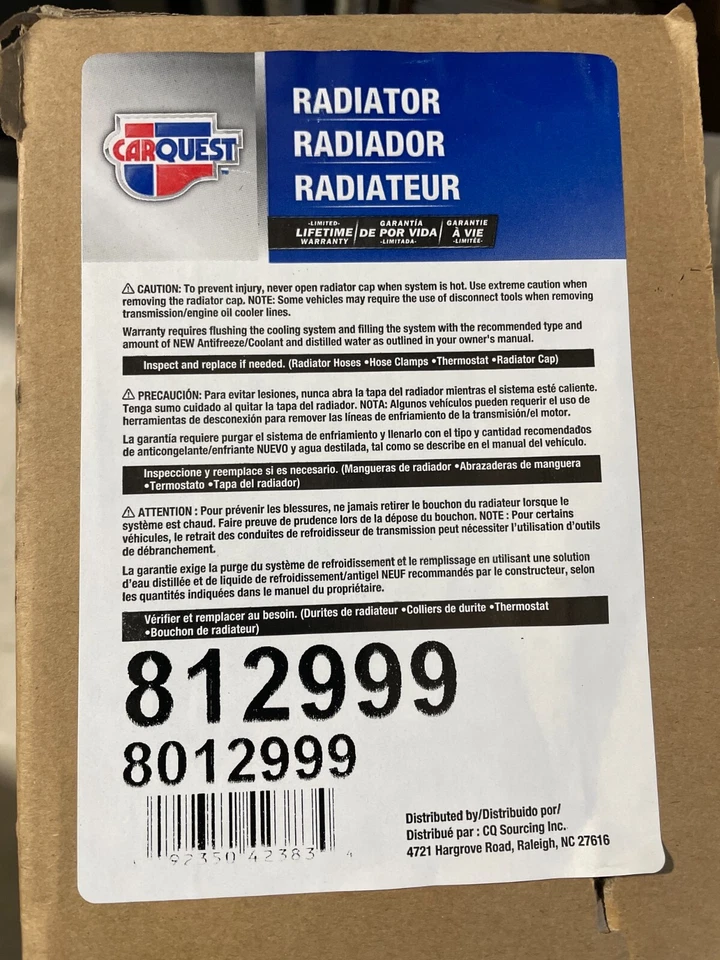 CARQUEST
RADIATOR
RADIADOR
RADIATEUR
-LIMITED-
LIFETIME
WARRANTY
GARANTÍA
DE POR VIDA
-LIMITADA-
GARANTIE
À VIE
-LIMITÉE-
⚠ CAUTION: To prevent injury, never open radiator cap when system is hot. Use extreme caution when
removing the radiator cap. NOTE: Some vehicles may require the use of disconnect tools when removing
transmission/engine oil cooler lines.
Warranty requires flushing the cooling system and filling the system with the recommended type and
amount of NEW Antifreeze/Coolant and distilled water as outlined in your owner's manual.
Inspect and replace if needed. (Radiator Hoses •Hose Clamps •Thermostat •Radiator Cap)
⚠ PRECAUCIÓN: Para evitar lesiones, nunca abra la tapa del radiador mientras el sistema esté caliente.
Tenga sumo cuidado al quitar la tapa del radiador. NOTA: Algunos vehículos pueden requerir el uso de
herramientas de desconexión para remover las líneas de enfriamiento de la transmisión/el motor.
La garantía requiere purgar el sistema de enfriamiento y llenarlo con el tipo y cantidad recomendados
de anticongelante/enfriante NUEVO y agua destilada, tal como se describe en el manual del vehículo.
Inspeccione y reemplace si es necesario. (Mangueras de radiador •Abrazaderas de manguera
•Termostato •Tapa del radiador)
⚠ ATTENTION : Pour prévenir les blessures, ne jamais retirer le bouchon du radiateur lorsque le
système est chaud. Faire preuve de prudence lors de la dépose du bouchon. NOTE : Pour certains
véhicules, le retrait des conduites de refroidisseur de transmission peut nécessiter l'utilisation d'outils
de débranchement.
La garantie exige la purge du système de refroidissement et le remplissage en utilisant une solution
d'eau distillée et de liquide de refroidissement/antigel NEUF recommandés par le constructeur, selon
les quantités indiquées dans le manuel du propriétaire.
Vérifier et remplacer au besoin. (Durites de radiateur •Colliers de durite •Thermostat
•Bouchon de radiateur)
812999
8012999
92350 42383 4
Distributed by/Distribuido por/
Distribué par : CQ Sourcing Inc.
4721 Hargrove Road, Raleigh, NC 27616